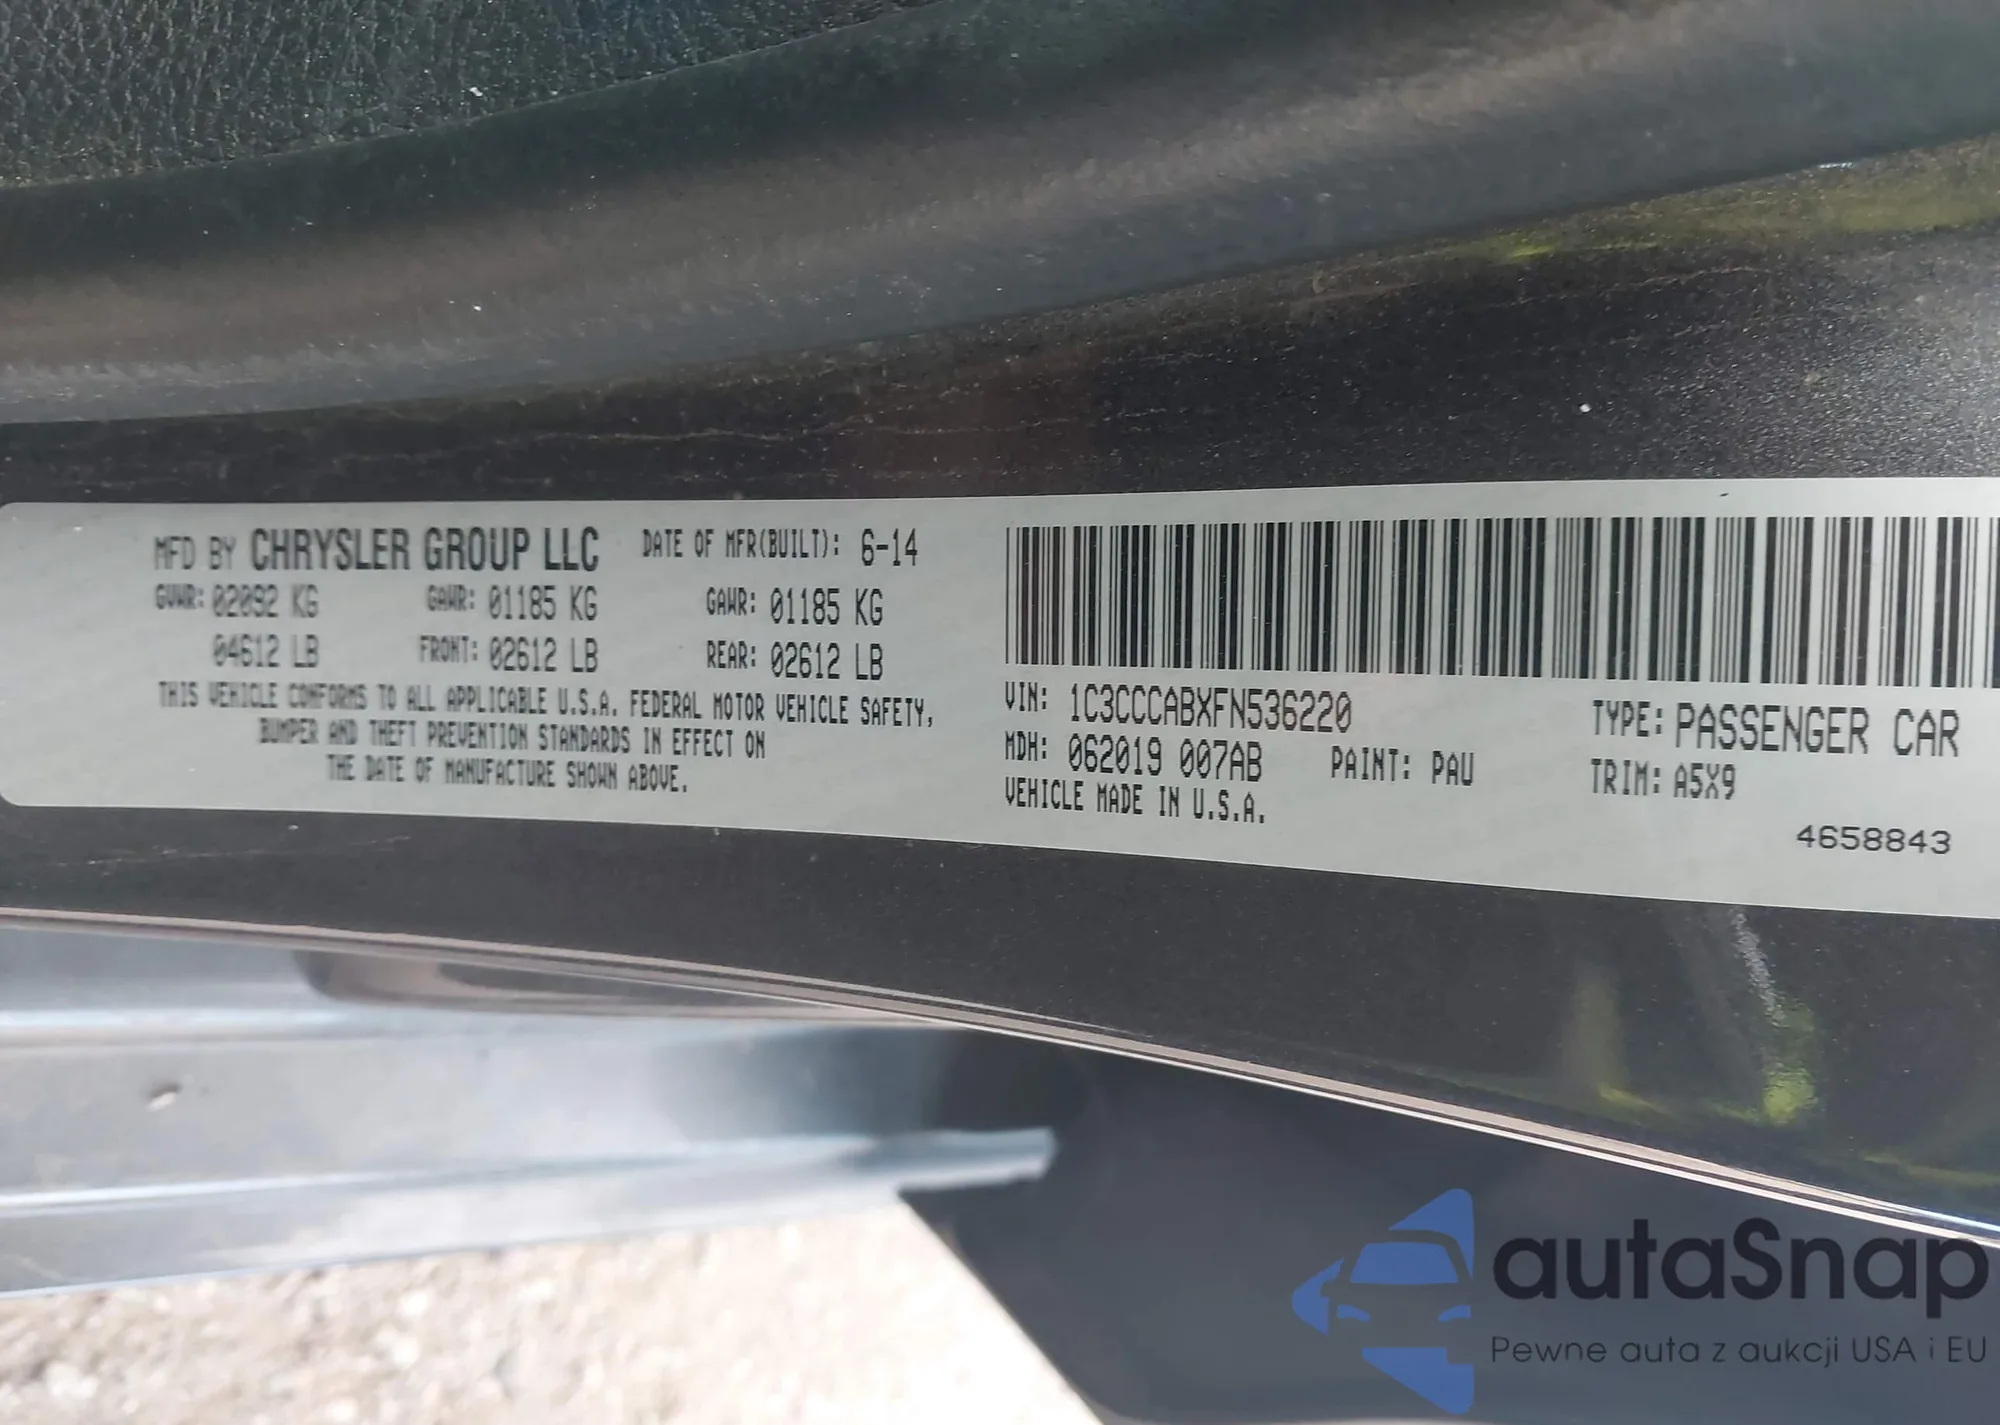 MFD BY CHRYSLER GROUP LLC DATE OF MFR(BUILT): 6-14
GVWR: 02092 KG GAWR: 01185 KG GAWR: 01185 KG
04612 LB FRONT: 02612 LB REAR: 02612 LB
THIS VEHICLE CONFORMS TO ALL APPLICABLE U.S.A. FEDERAL MOTOR VEHICLE SAFETY,
BUMPER AND THEFT PREVENTION STANDARDS IN EFFECT ON
THE DATE OF MANUFACTURE SHOWN ABOVE.
VIN: 1C3CCCABXFN536220 TYPE: PASSENGER CAR
MDH: 062019 007AB PAINT: PAU TRIM: A5X9
VEHICLE MADE IN U.S.A.
4658843
autaSnap
Pewne auta z aukcji USA i EU